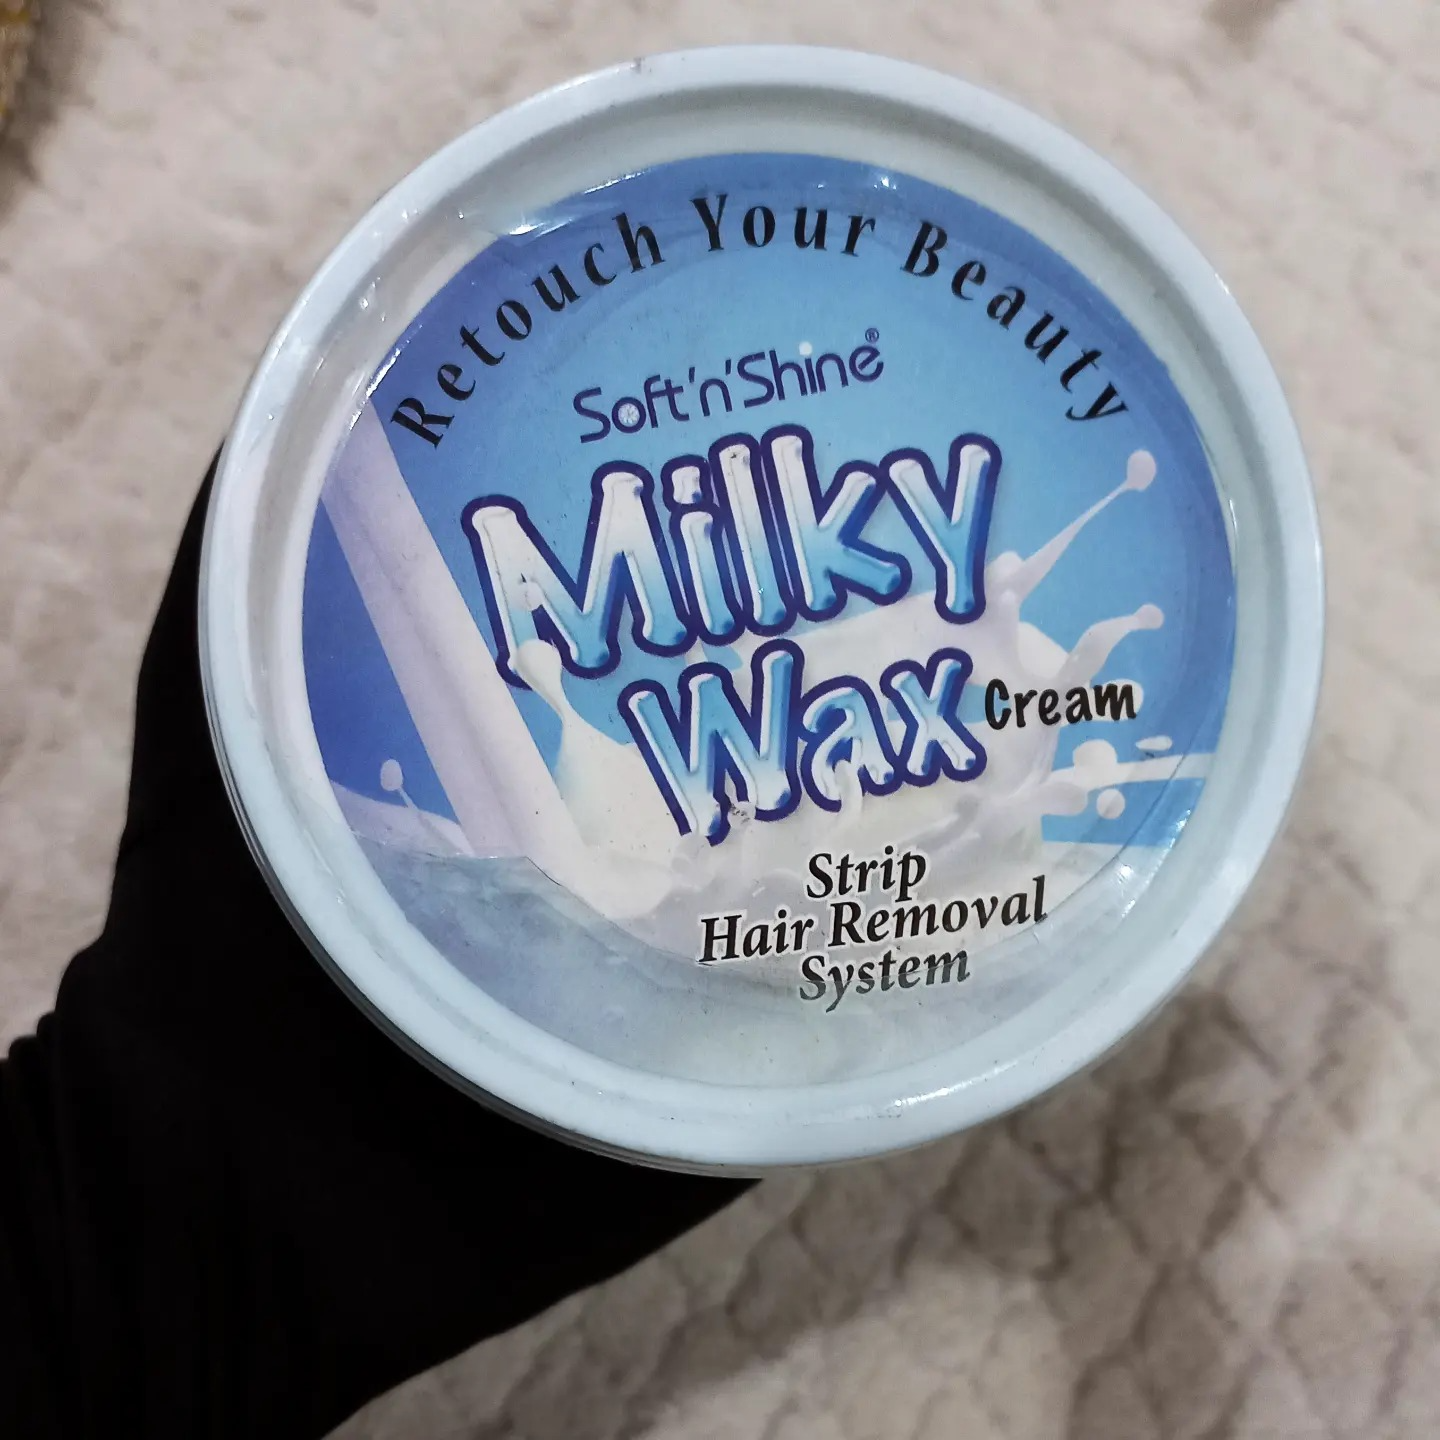 Retouch Your Beauty
Soft'n'Shine®
Milky
Wax Cream
Strip
Hair Removal
System